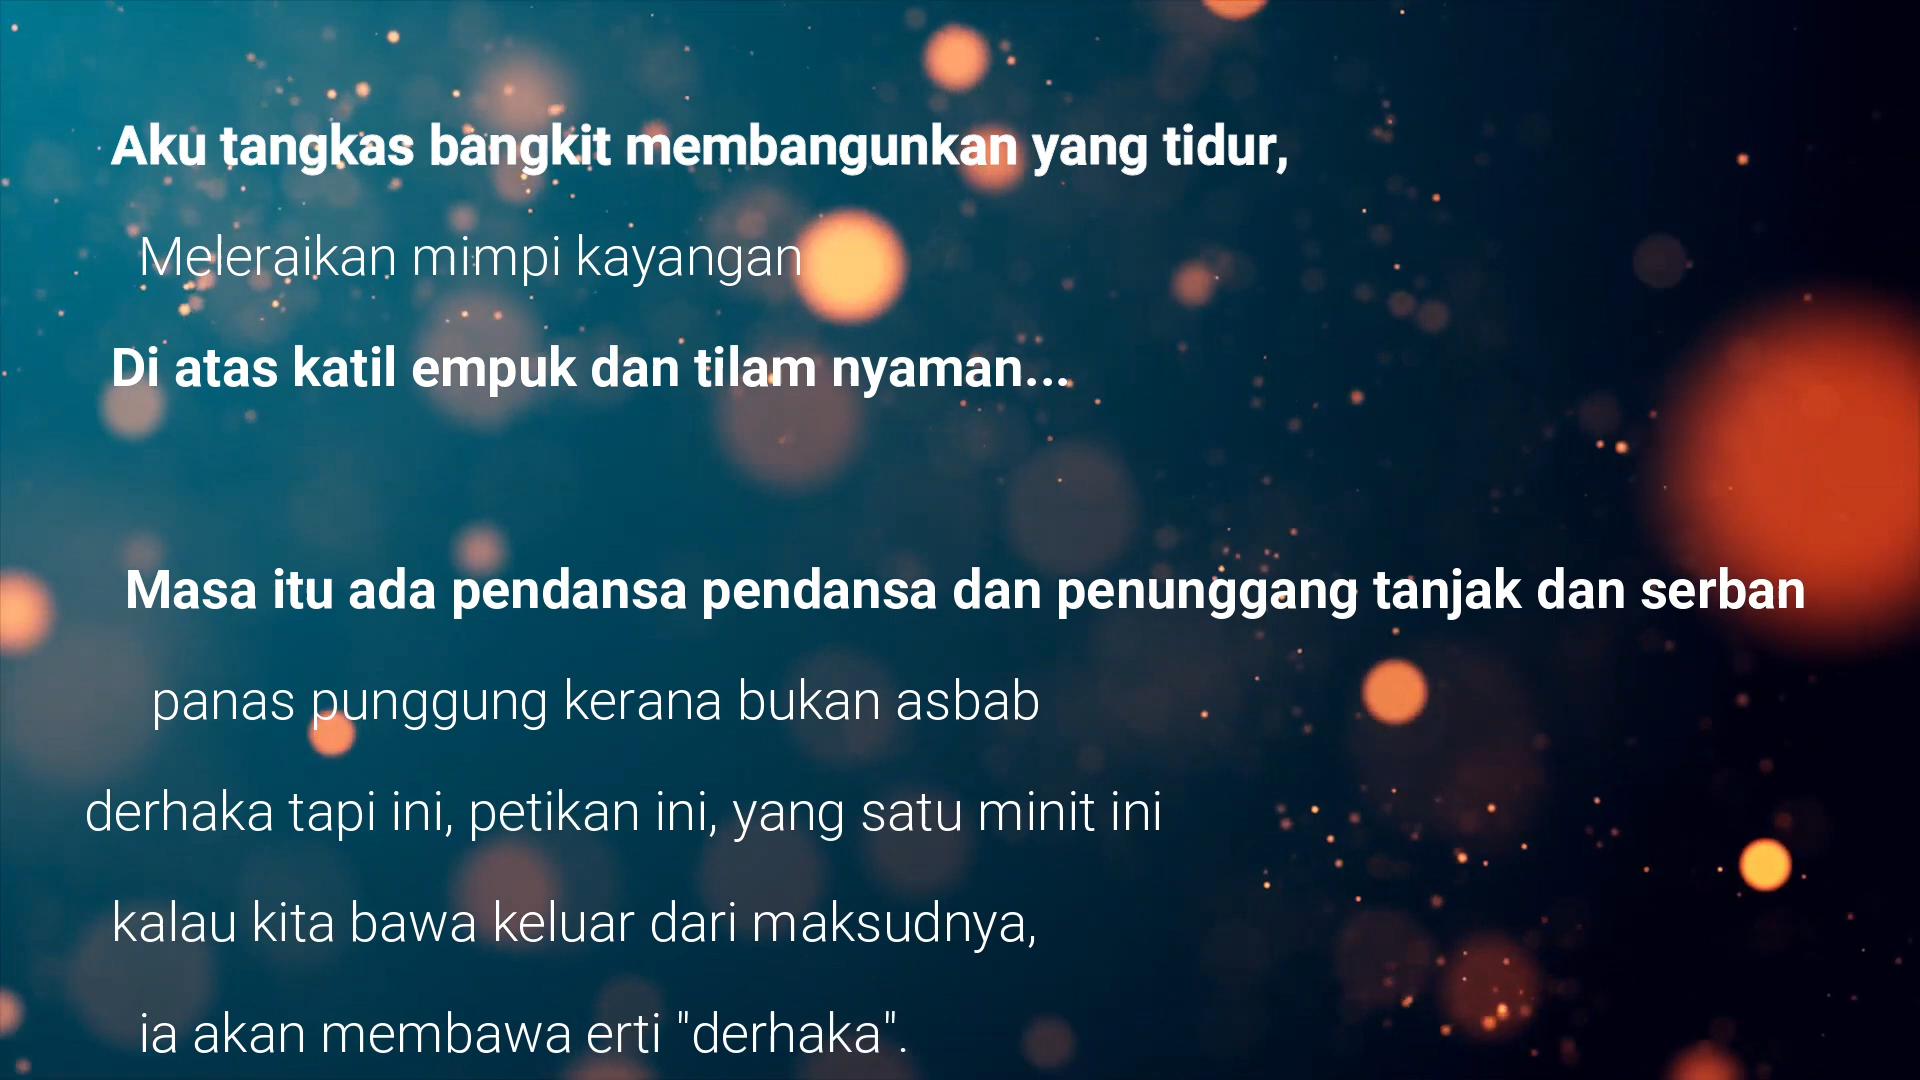 Aku tangkas bangkit membangunkan yang tidur,
Meleraikan mimpi kayangan
Di atas katil empuk dan tilam nyaman...
Masa itu ada pendansa pendansa dan penunggang tanjak dan serban
panas punggung kerana bukan asbab
derhaka tapi ini, petikan ini, yang satu minit ini
kalau kita bawa keluar dari maksudnya,
ia akan membawa erti "derhaka".